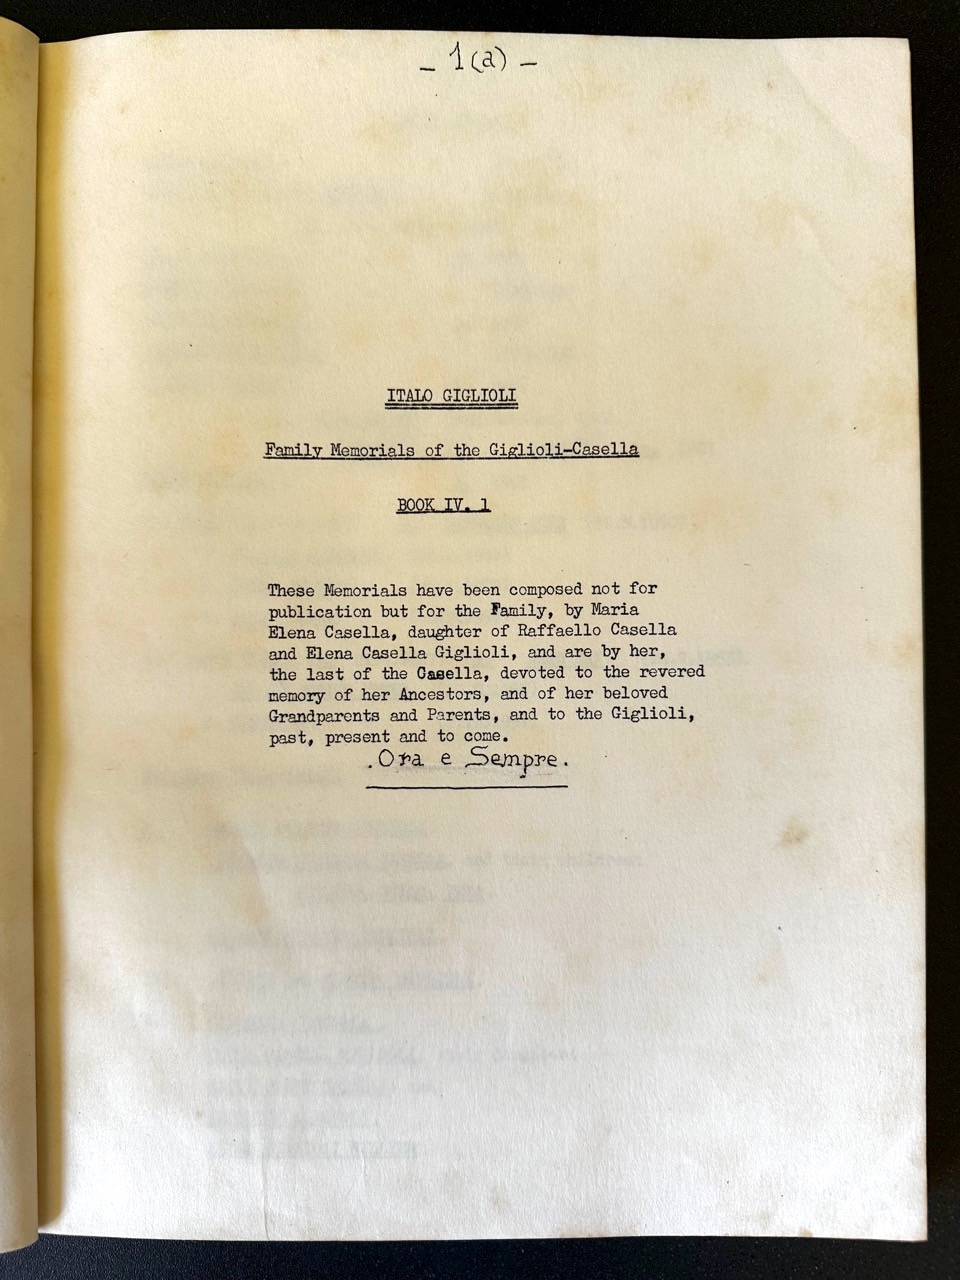 - 1(a) -
ITALO GIGLIOLI
Family Memorials of the Giglioli-Casella
BOOK IV. 1
These Memorials have been composed not for
publication but for the Family, by Maria
Elena Casella, daughter of Raffaello Casella
and Elena Casella Giglioli, and are by her,
the last of the Casella, devoted to the revered
memory of her Ancestors, and of her beloved
Grandparents and Parents, and to the Giglioli,
past, present and to come.
.Ora e Sempre.